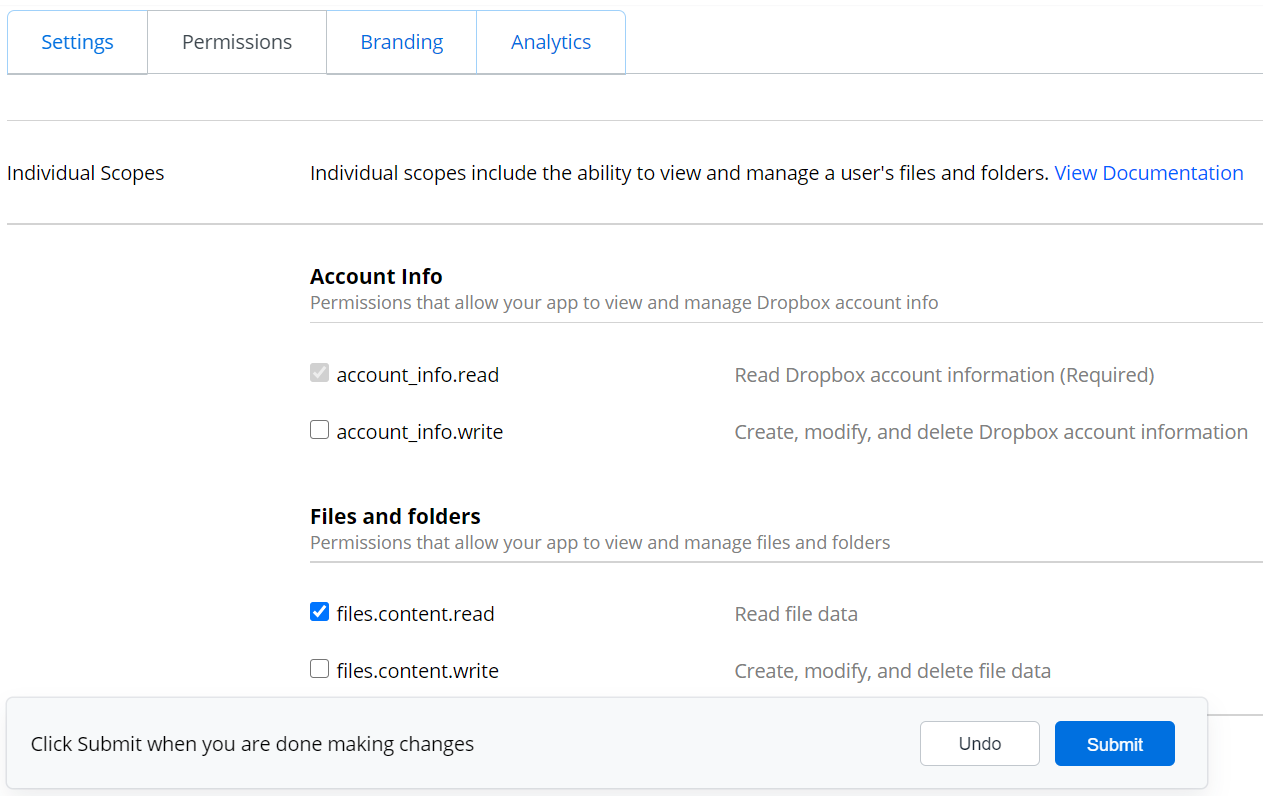 Settings Permissions Branding Analytics
Individual Scopes Individual scopes include the ability to view and manage a user's files and folders. View Documentation
Account Info
Permissions that allow your app to view and manage Dropbox account info
account_info.read Read Dropbox account information (Required)
account_info.write Create, modify, and delete Dropbox account information
Files and folders
Permissions that allow your app to view and manage files and folders
files.content.read Read file data
files.content.write Create, modify, and delete file data
Click Submit when you are done making changes Undo Submit